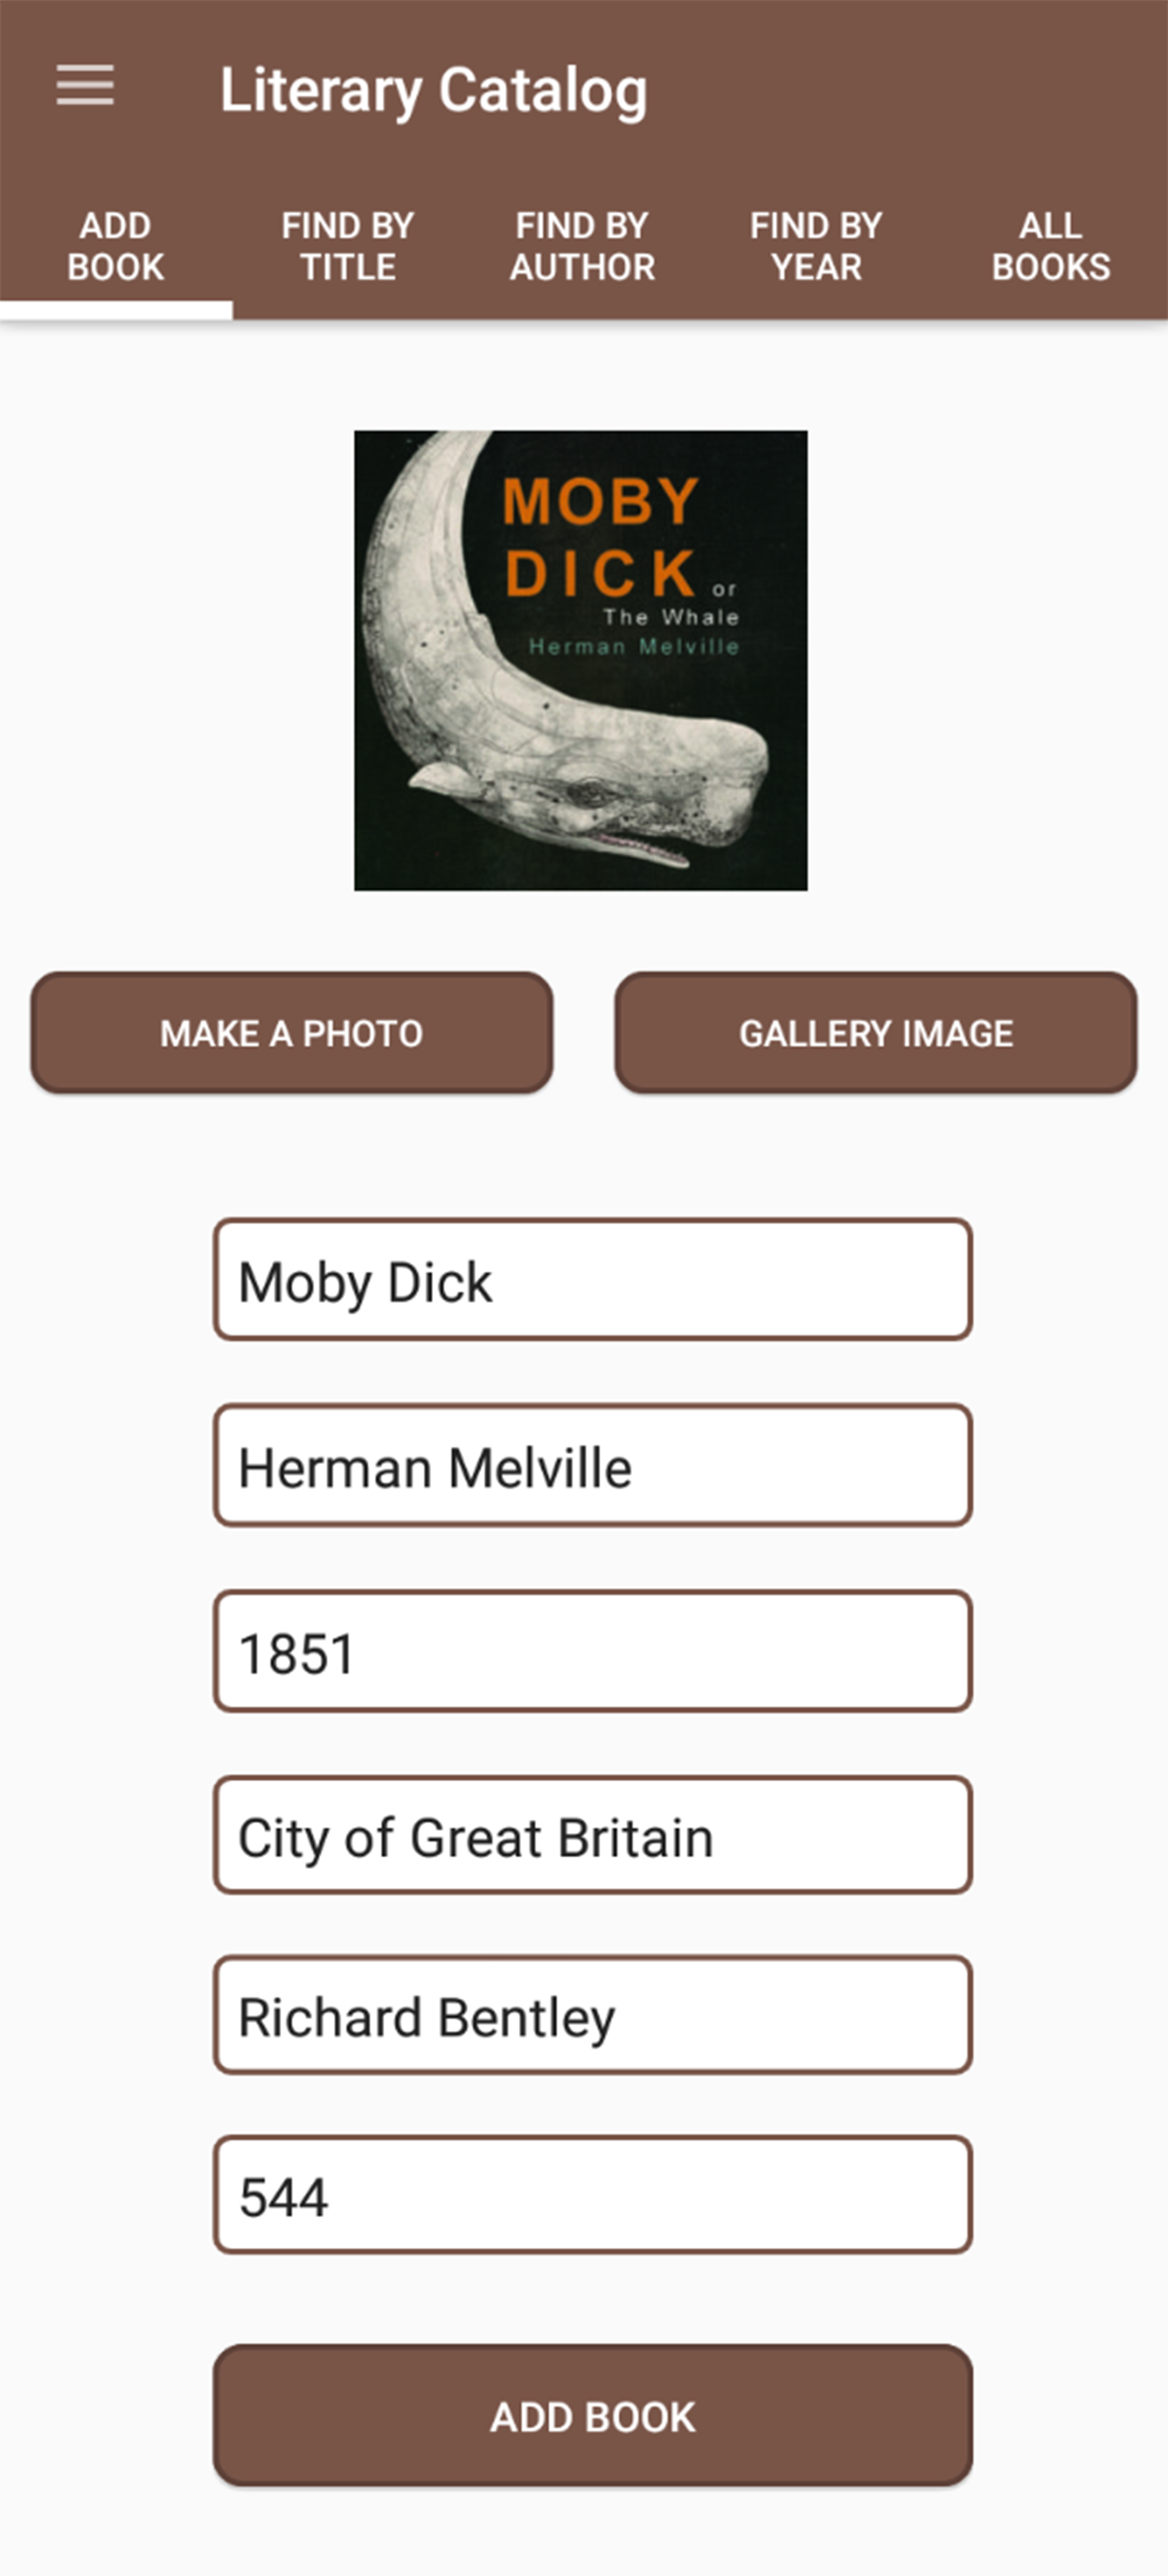 Literary Catalog
ADD
BOOK
FIND BY
TITLE
FIND BY
AUTHOR
FIND BY
YEAR
ALL
BOOKS
MOBY
DICK or
The Whale
Herman Melville
MAKE A PHOTO
GALLERY IMAGE
Moby Dick
Herman Melville
1851
City of Great Britain
Richard Bentley
544
ADD BOOK